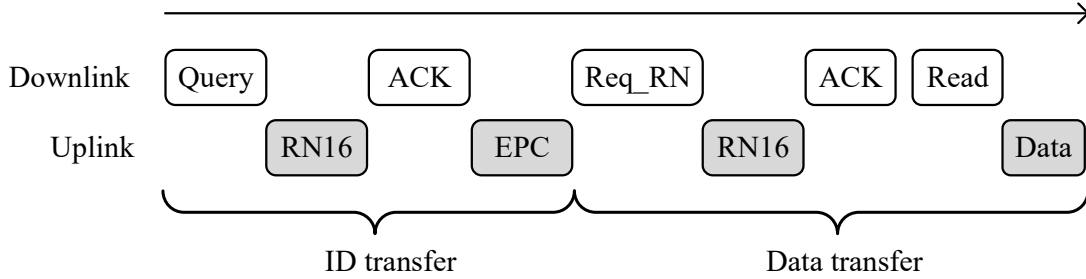 Downlink Query ACK Req_RN ACK Read
Uplink RN16 EPC RN16 Data
ID transfer Data transfer